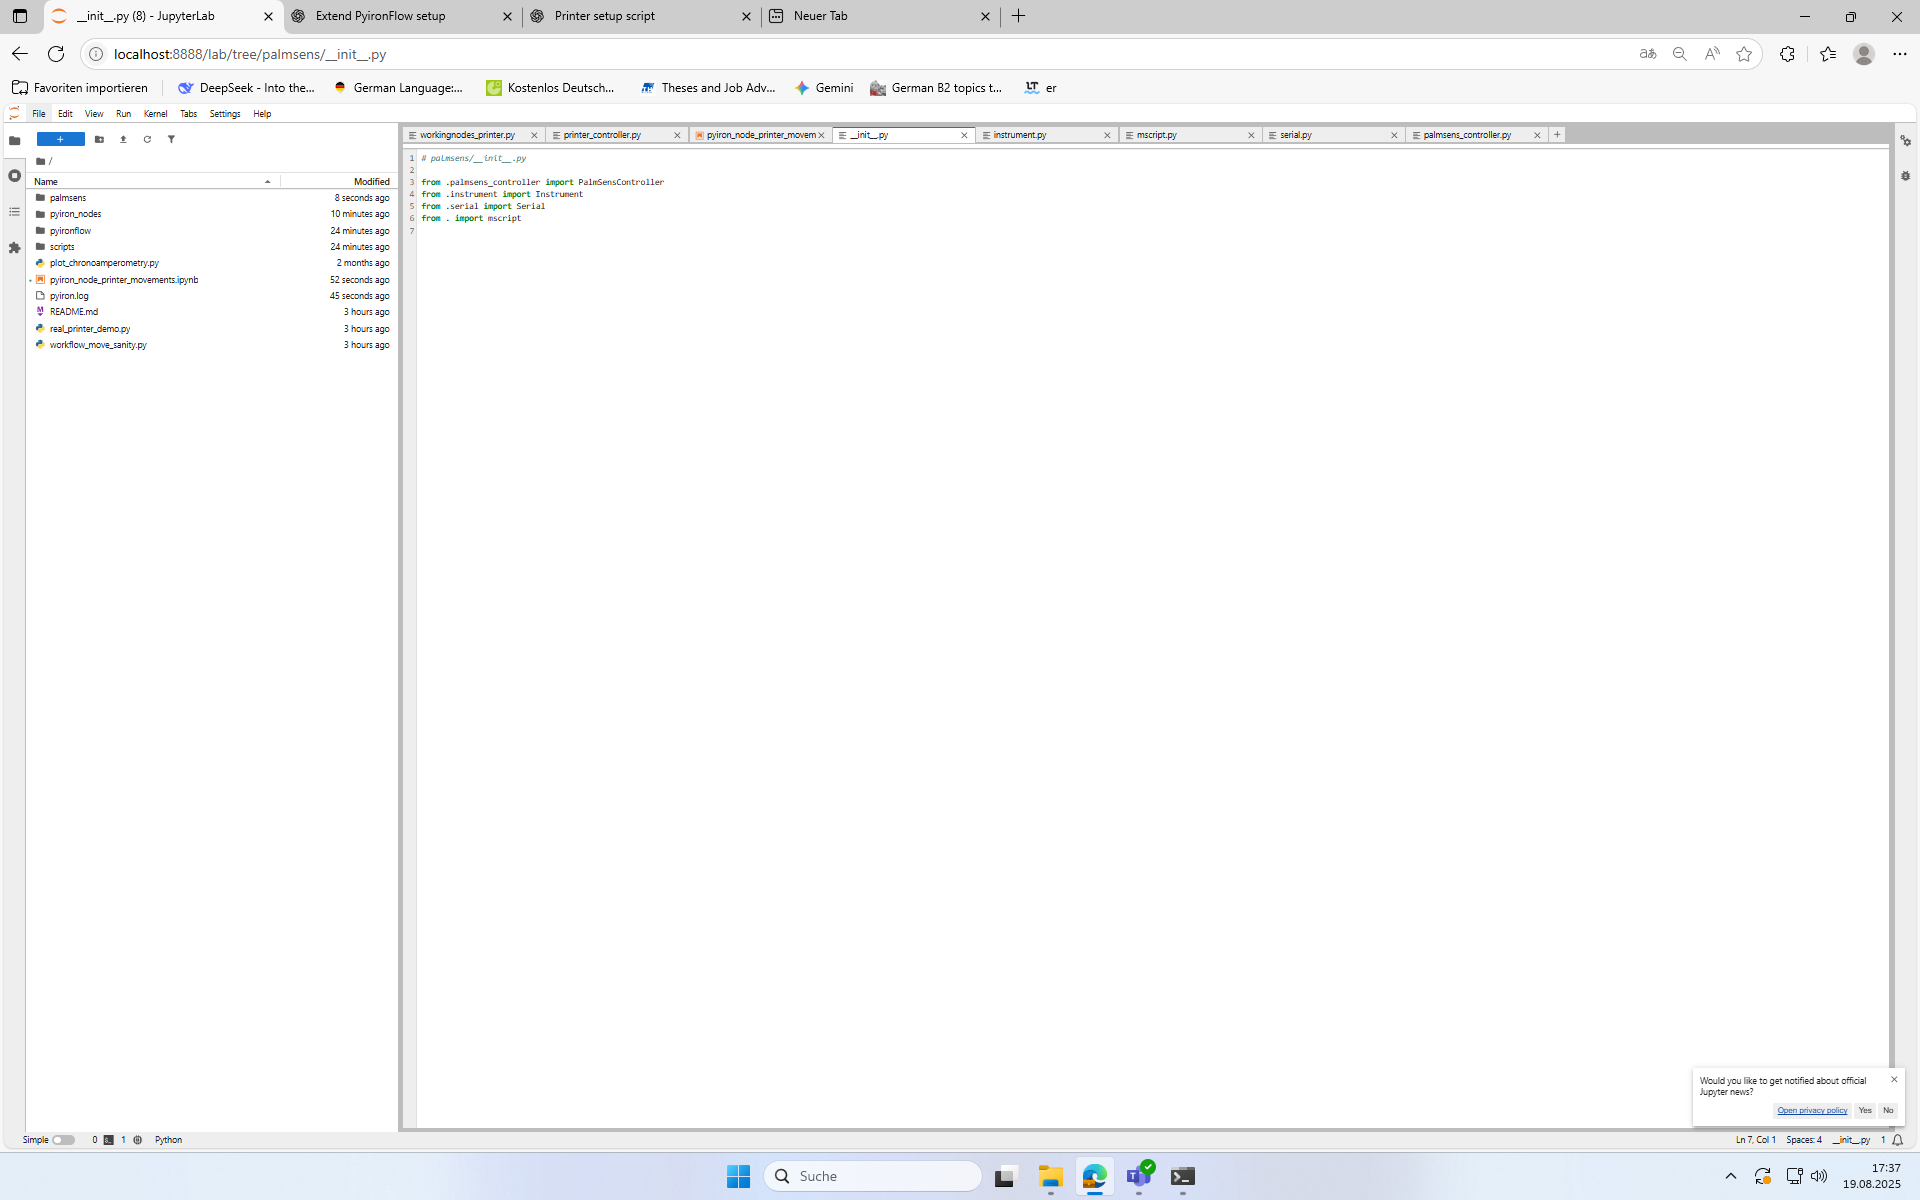 __init__.py (8) - JupyterLab
Extend PyironFlow setup
Printer setup script
Neuer Tab
localhost:8888/lab/tree/palmsens/__init__.py
Favoriten importieren
DeepSeek - Into the...
German Language:...
Kostenlos Deutsch...
Theses and Job Adv...
Gemini
German B2 topics t...
er
File Edit View Run Kernel Tabs Settings Help
workingnodes_printer.py
printer_controller.py
pyiron_node_printer_movem
__init__.py
instrument.py
mscript.py
serial.py
palmsens_controller.py
/
Name Modified
palmsens 8 seconds ago
pyiron_nodes 10 minutes ago
pyironflow 24 minutes ago
scripts 24 minutes ago
plot_chronoamperometry.py 2 months ago
pyiron_node_printer_movements.ipynb 52 seconds ago
pyiron.log 45 seconds ago
README.md 3 hours ago
real_printer_demo.py 3 hours ago
workflow_move_sanity.py 3 hours ago
1 # palmsens/__init__.py
2
3 from .palmsens_controller import PalmSensController
4 from .instrument import Instrument
5 from .serial import Serial
6 from . import mscript
7
Would you like to get notified about official
Jupyter news?
Open privacy policy Yes No
Simple 0 1 Python
Ln 7, Col 1 Spaces: 4 __init__.py 1
Suche
17:37
19.08.2025